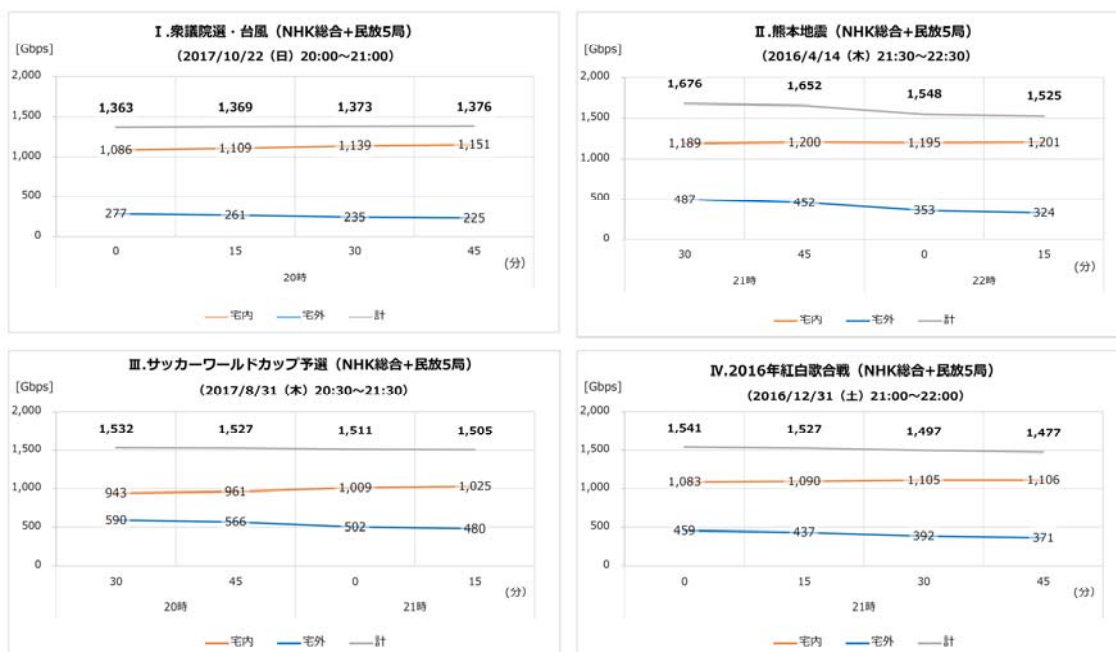 Ⅰ.衆議院選・台風（NHK総合+民放5局）
（2017/10/22（日）20:00～21:00）
[Gbps]
2,000
1,500
1,000
500
0
1,363 1,369 1,373 1,376
1,086 1,109 1,139 1,151
277 261 235 225
0 15 30 45
(分)
20時
宅内 宅外 計
Ⅱ.熊本地震（NHK総合+民放5局）
（2016/4/14（木）21:30～22:30）
[Gbps]
2,000
1,500
1,000
500
0
1,676 1,652 1,548 1,525
1,189 1,200 1,195 1,201
487 452 353 324
30 45 0 15
(分)
21時 22時
宅内 宅外 計
Ⅲ.サッカーワールドカップ予選（NHK総合+民放5局）
（2017/8/31（木）20:30～21:30）
[Gbps]
2,000
1,500
1,000
500
0
1,532 1,527 1,511 1,505
943 961 1,009 1,025
590 566 502 480
30 45 0 15
(分)
20時 21時
宅内 宅外 計
Ⅳ.2016年紅白歌合戦（NHK総合+民放5局）
（2016/12/31（土）21:00～22:00）
[Gbps]
2,000
1,500
1,000
500
0
1,541 1,527 1,497 1,477
1,083 1,090 1,105 1,106
459 437 392 371
0 15 30 45
(分)
21時
宅内 宅外 計